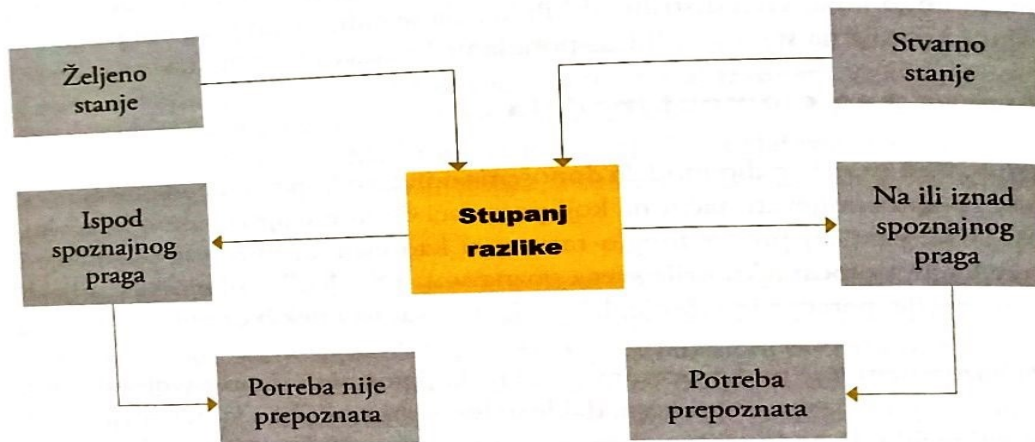 Željeno
stanje
Stvarno
stanje
Stupanj
razlike
Ispod
spoznajnog
praga
Na ili iznad
spoznajnog
praga
Potreba nije
prepoznata
Potreba
prepoznata